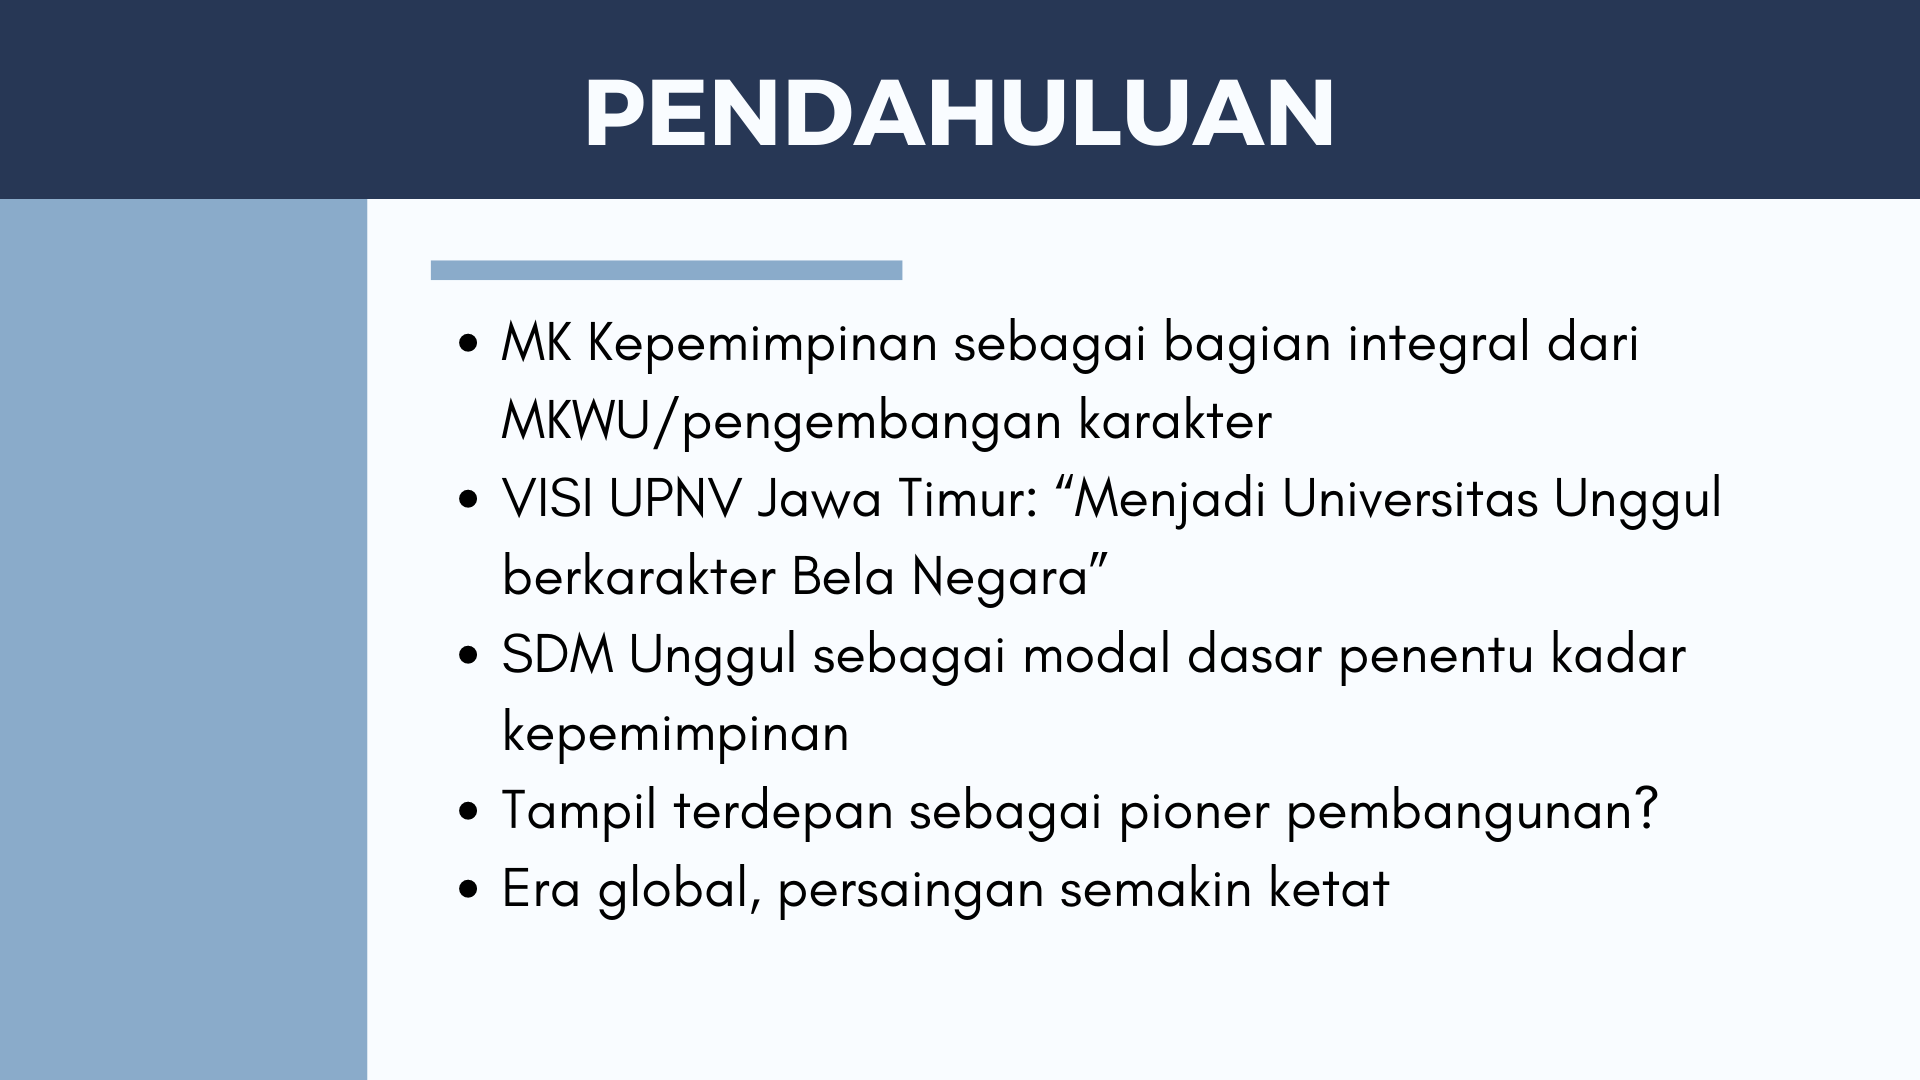 PENDAHULUAN
• MK Kepemimpinan sebagai bagian integral dari
MKWU/pengembangan karakter
• VISI UPNV Jawa Timur: “Menjadi Universitas Unggul
berkarakter Bela Negara”
• SDM Unggul sebagai modal dasar penentu kadar
kepemimpinan
• Tampil terdepan sebagai pioner pembangunan?
• Era global, persaingan semakin ketat